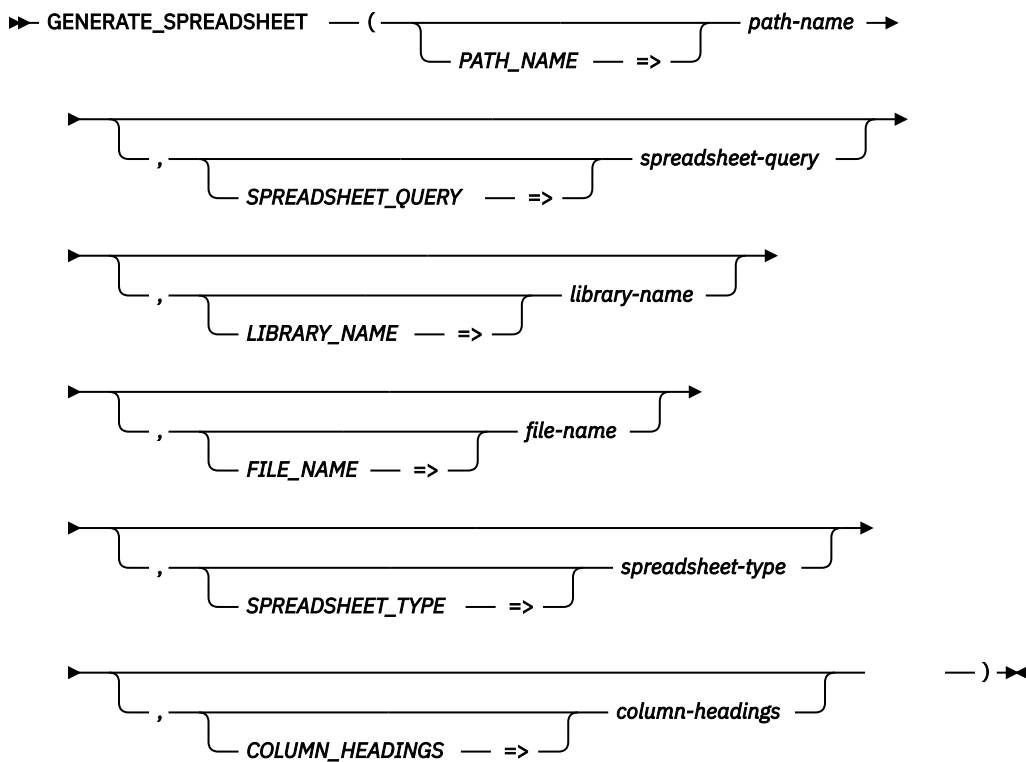 GENERATE_SPREADSHEET ( path-name
PATH_NAME =>
, spreadsheet-query
SPREADSHEET_QUERY =>
, library-name
LIBRARY_NAME =>
, file-name
FILE_NAME =>
, spreadsheet-type
SPREADSHEET_TYPE =>
)
, column-headings
COLUMN_HEADINGS =>